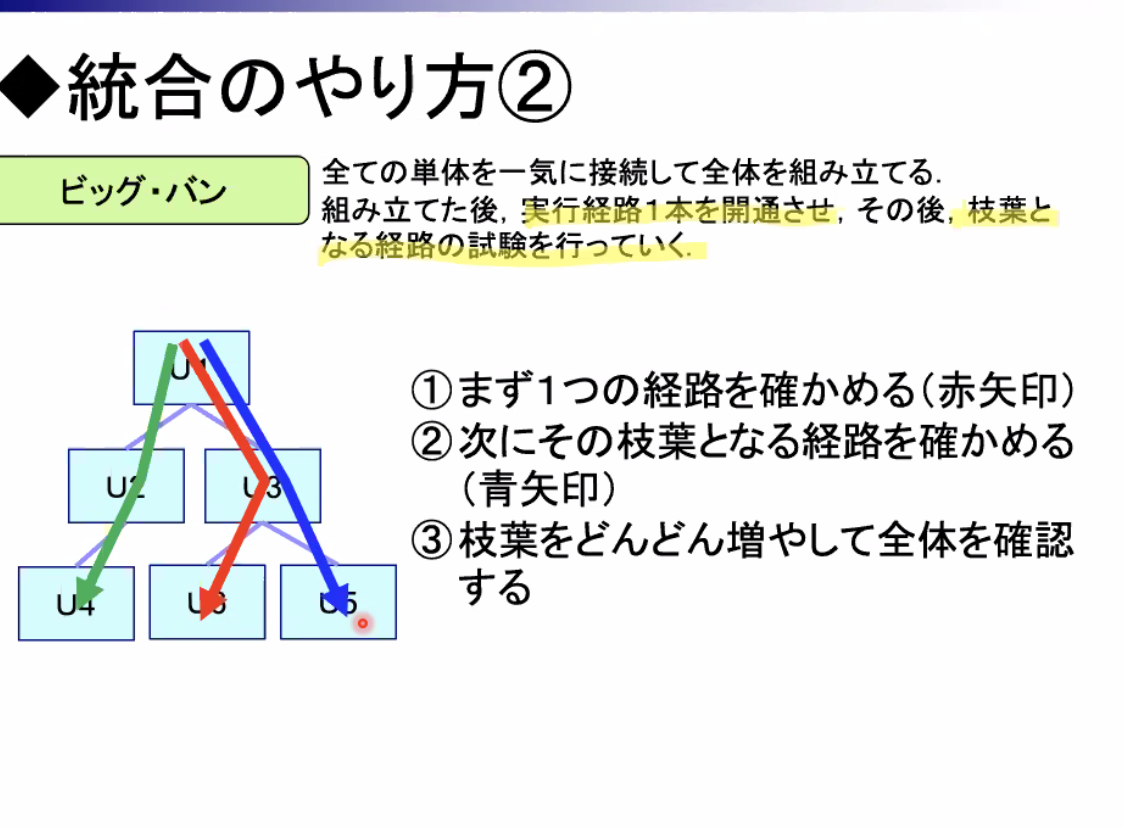 ◆統合のやり方②
ビッグ・バン
全ての単体を一気に接続して全体を組み立てる.
組み立てた後, 実行経路１本を開通させ, その後, 枝葉と
なる経路の試験を行っていく.
U1
①まず１つの経路を確かめる(赤矢印)
②次にその枝葉となる経路を確かめる
(青矢印)
U2
U3
③枝葉をどんどん増やして全体を確認
する
U4
U6
U5